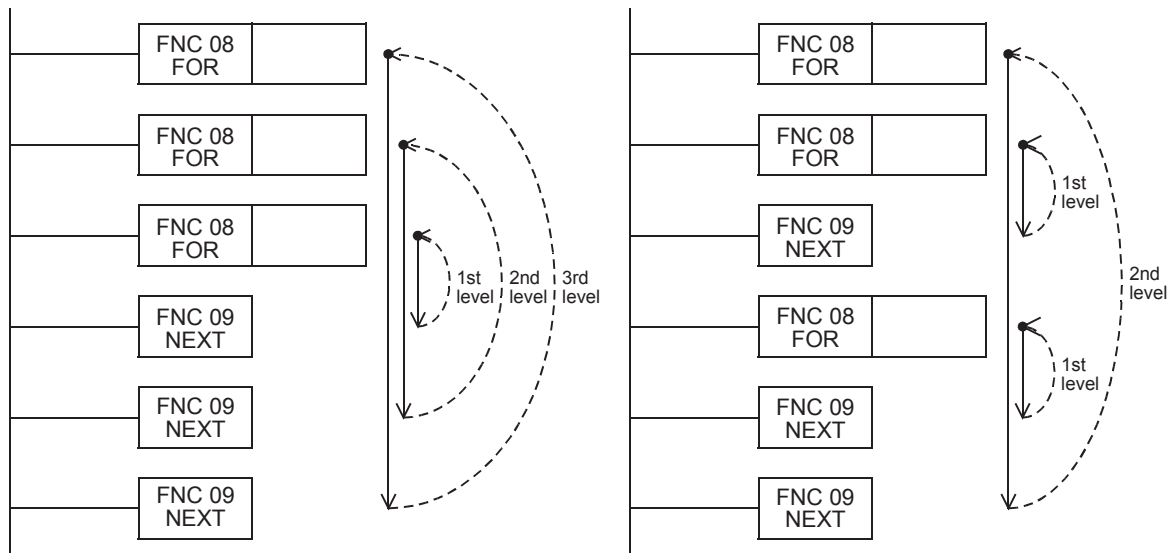 FNC 08
FOR
FNC 08
FOR
FNC 08
FOR
FNC 09
NEXT
FNC 09
NEXT
FNC 09
NEXT
1st
level
2nd
level
3rd
level
FNC 08
FOR
FNC 08
FOR
FNC 09
NEXT
FNC 08
FOR
FNC 09
NEXT
FNC 09
NEXT
1st
level
2nd
level
1st
level